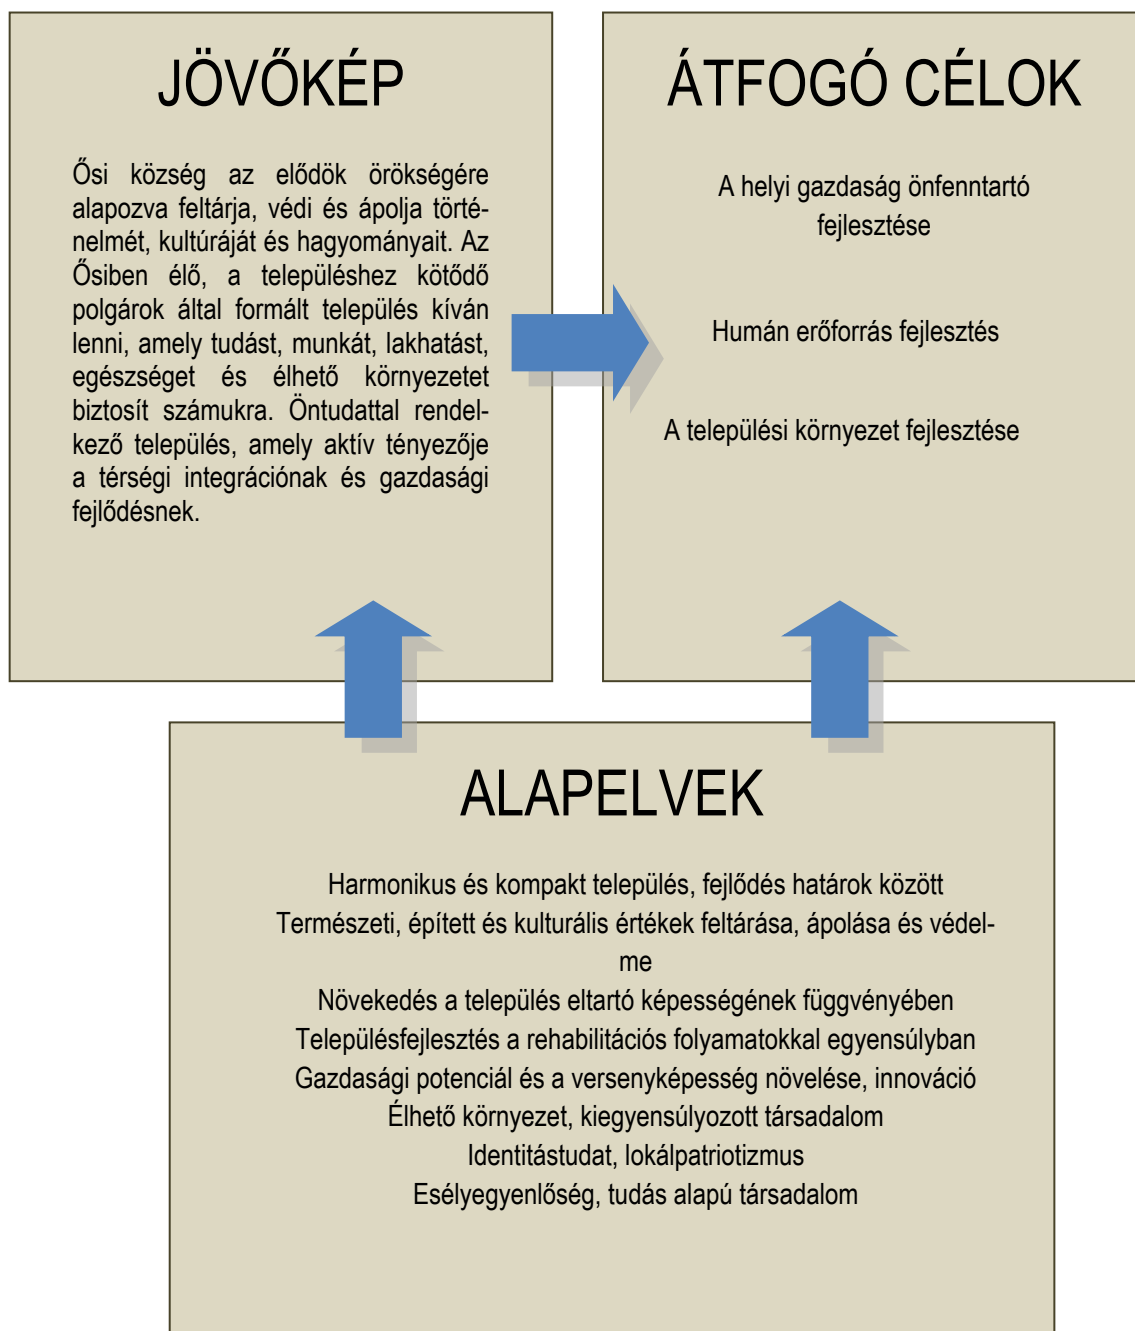 JÖVŐKÉP
Ősi község az elődök örökségére
alapozva feltárja, védi és ápolja törté-
nelmét, kultúráját és hagyományait. Az
Ősiben élő, a településhez kötődő
polgárok által formált település kíván
lenni, amely tudást, munkát, lakhatást,
egészséget és élhető környezetet
biztosít számukra. Öntudattal rendel-
kező település, amely aktív tényezője
a térségi integrációnak és gazdasági
fejlődésnek.
ÁTFOGÓ CÉLOK
A helyi gazdaság önfenntartó
fejlesztése
Humán erőforrás fejlesztés
A települési környezet fejlesztése
ALAPELVEK
Harmonikus és kompakt település, fejlődés határok között
Természeti, épített és kulturális értékek feltárása, ápolása és védel-
me
Növekedés a település eltartó képességének függvényében
Településfejlesztés a rehabilitációs folyamatokkal egyensúlyban
Gazdasági potenciál és a versenyképesség növelése, innováció
Élhető környezet, kiegyensúlyozott társadalom
Identitástudat, lokálpatriotizmus
Esélyegyenlőség, tudás alapú társadalom